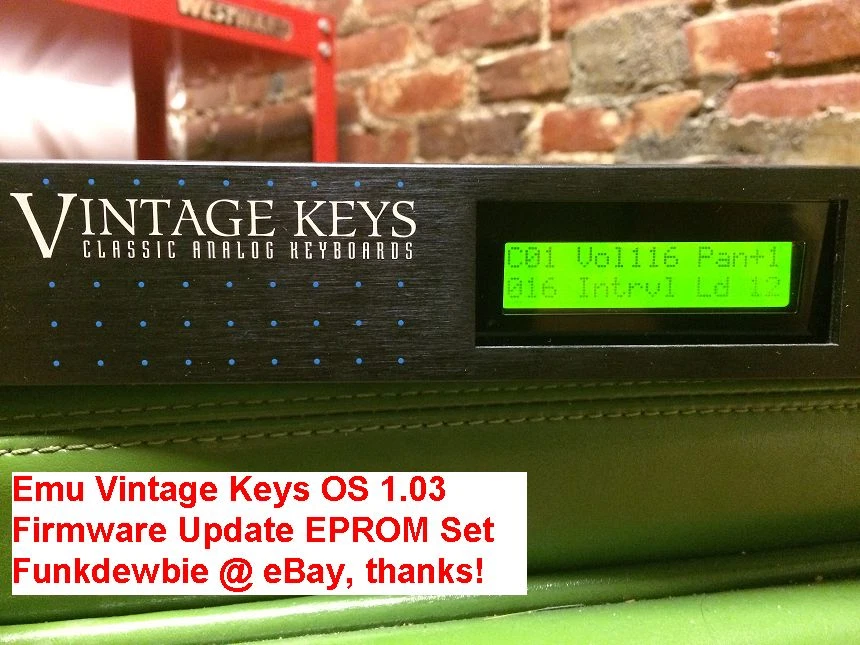 WESTWARD
VINTAGE KEYS
CLASSIC ANALOG KEYBOARDS
C01 Vol116 Pan+1
016 Intrvl Ld 12
Emu Vintage Keys OS 1.03
Firmware Update EPROM Set
Funkdewbie @ eBay, thanks!